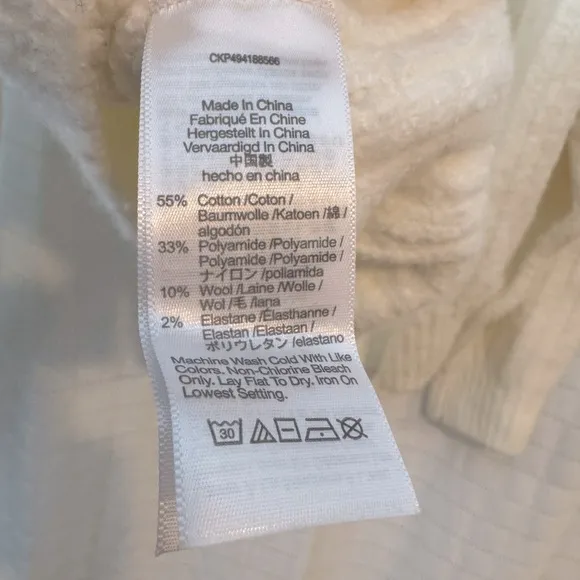 CKP494188566
Made In China
Fabriqué En Chine
Hergestellt In China
Vervaardigd In China
中国製
hecho en china
55% Cotton /Coton /
Baumwolle /Katoen /綿 /
algodón
33% Polyamide /Polyamide /
Polyamide /Polyamide /
ナイロン /poliamida
10% Wool /Laine /Wolle /
Wol /毛 /lana
2% Elastane /Élasthanne /
Elastan /Elastaan /
ポリウレタン /elastano
Machine Wash Cold With Like
Colors. Non-Chlorine Bleach
Only. Lay Flat To Dry. Iron On
Lowest Setting.
30